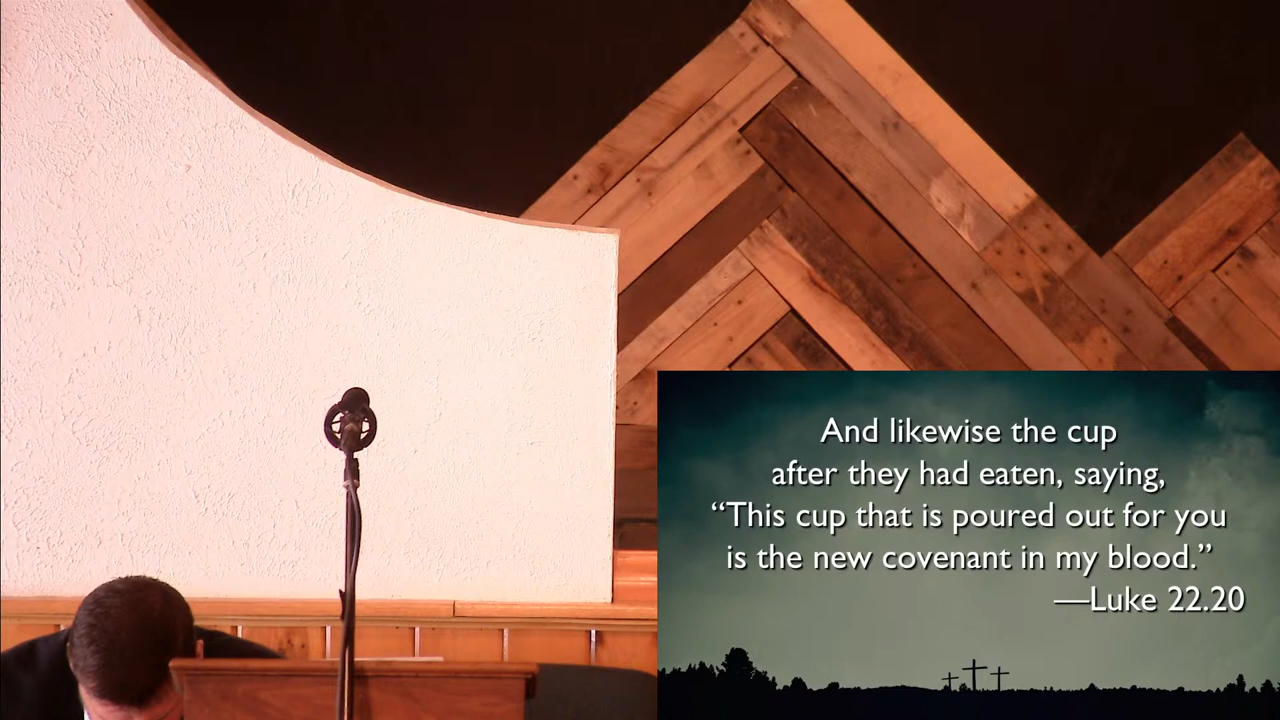 And likewise the cup
after they had eaten, saying,
“This cup that is poured out for you
is the new covenant in my blood.”
—Luke 22.20